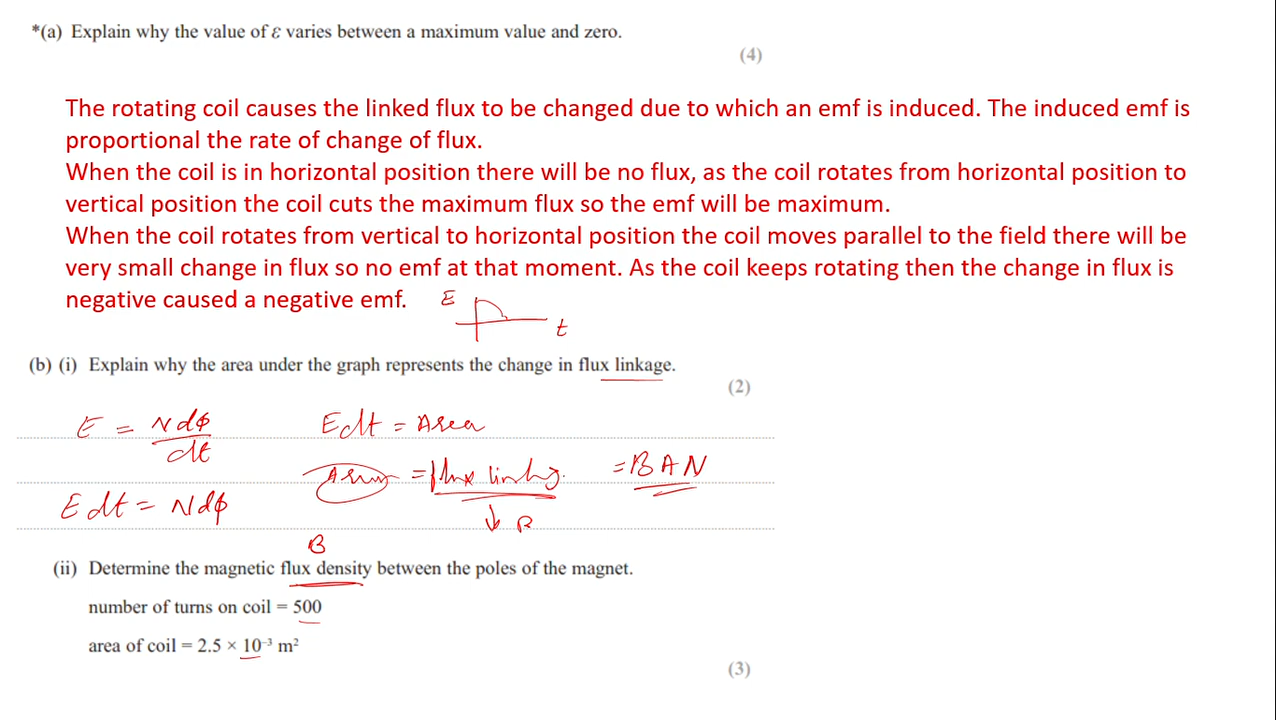 *(a) Explain why the value of ε varies between a maximum value and zero.
(4)
The rotating coil causes the linked flux to be changed due to which an emf is induced. The induced emf is
proportional the rate of change of flux.
When the coil is in horizontal position there will be no flux, as the coil rotates from horizontal position to
vertical position the coil cuts the maximum flux so the emf will be maximum.
When the coil rotates from vertical to horizontal position the coil moves parallel to the field there will be
very small change in flux so no emf at that moment. As the coil keeps rotating then the change in flux is
negative caused a negative emf.
E
t
(b) (i) Explain why the area under the graph represents the change in flux linkage.
(2)
E = Ndϕ/dt
Edt = Area
E dt = Ndϕ
Area = flux linkg. = BAN
↓ B
B
(ii) Determine the magnetic flux density between the poles of the magnet.
number of turns on coil = 500
area of coil = 2.5 × 10⁻³ m²
(3)